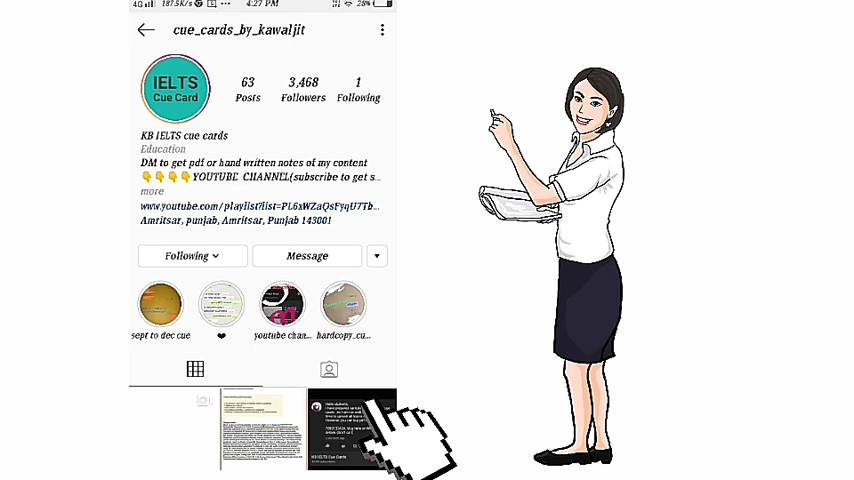 4G 187.5K/s 4:27 PM 28%
cue_cards_by_kawaljit
IELTS
Cue Card
63 3,468 1
Posts Followers Following
KB IELTS cue cards
Education
DM to get pdf or hand written notes of my content
👇👇👇👇YOUTUBE CHANNEL(subscribe to get s...
more
www.youtube.com/playlist?list=PL6xWZaQsFyqU7Tb...
Amritsar, punjab, Amritsar, Punjab 143001
Following Message
sept to dec cue ❤ youtube chan... hardcopy_cu...
KB IELTS Cue Cards